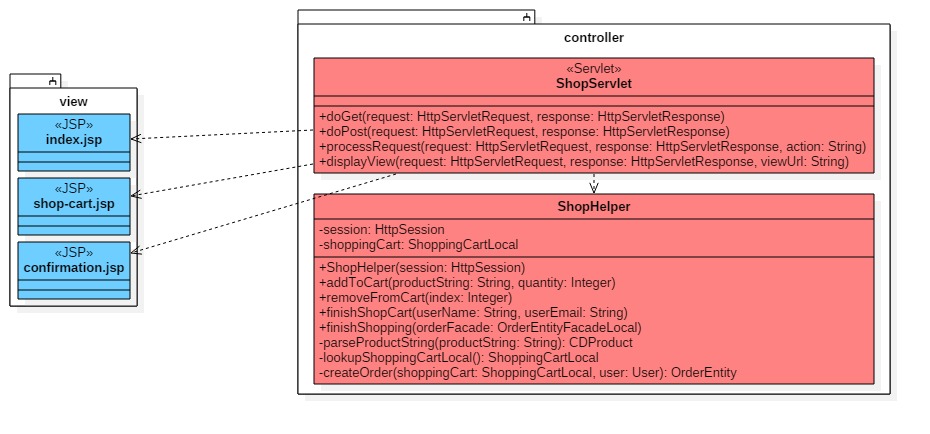 view
«JSP»
index.jsp
«JSP»
shop-cart.jsp
«JSP»
confirmation.jsp
controller
«Servlet»
ShopServlet
+doGet(request: HttpServletRequest, response: HttpServletResponse)
+doPost(request: HttpServletRequest, response: HttpServletResponse)
+processRequest(request: HttpServletRequest, response: HttpServletResponse, action: String)
+displayView(request: HttpServletRequest, response: HttpServletResponse, viewUrl: String)
ShopHelper
-session: HttpSession
-shoppingCart: ShoppingCartLocal
+ShopHelper(session: HttpSession)
+addToCart(productString: String, quantity: Integer)
+removeFromCart(index: Integer)
+finishShopCart(userName: String, userEmail: String)
+finishShopping(orderFacade: OrderEntityFacadeLocal)
-parseProductString(productString: String): CDProduct
-lookupShoppingCartLocal(): ShoppingCartLocal
-createOrder(shoppingCart: ShoppingCartLocal, user: User): OrderEntity